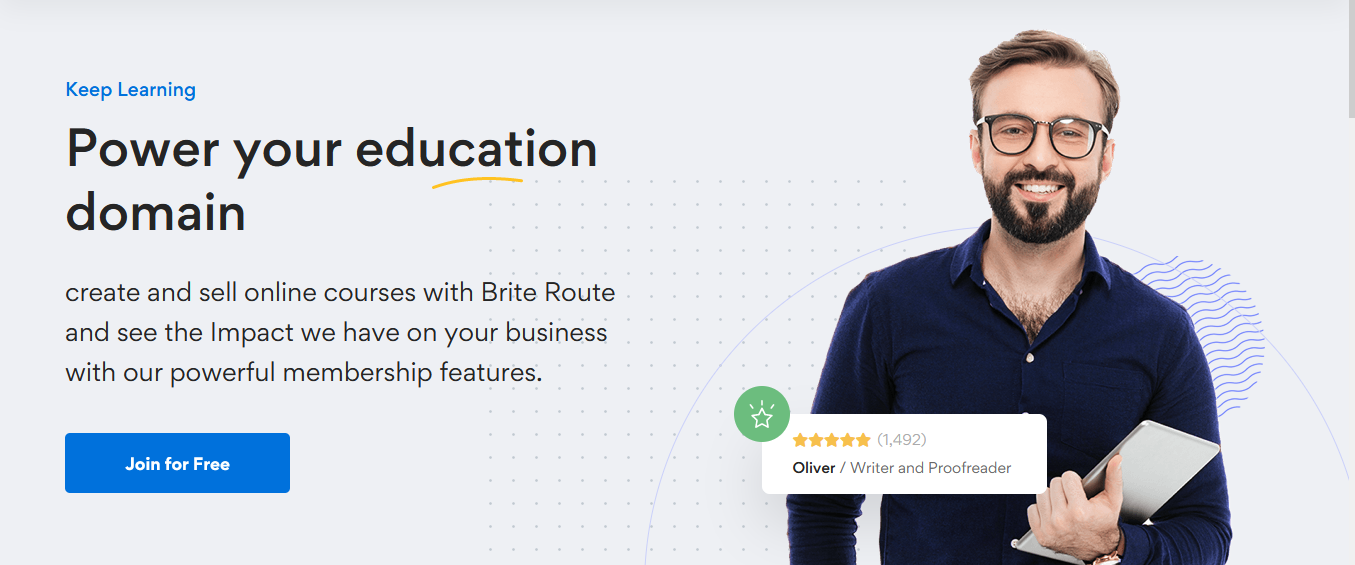 Keep Learning
Power your education
domain
create and sell online courses with Brite Route
and see the Impact we have on your business
with our powerful membership features.
Join for Free
(1,492)
Oliver / Writer and Proofreader